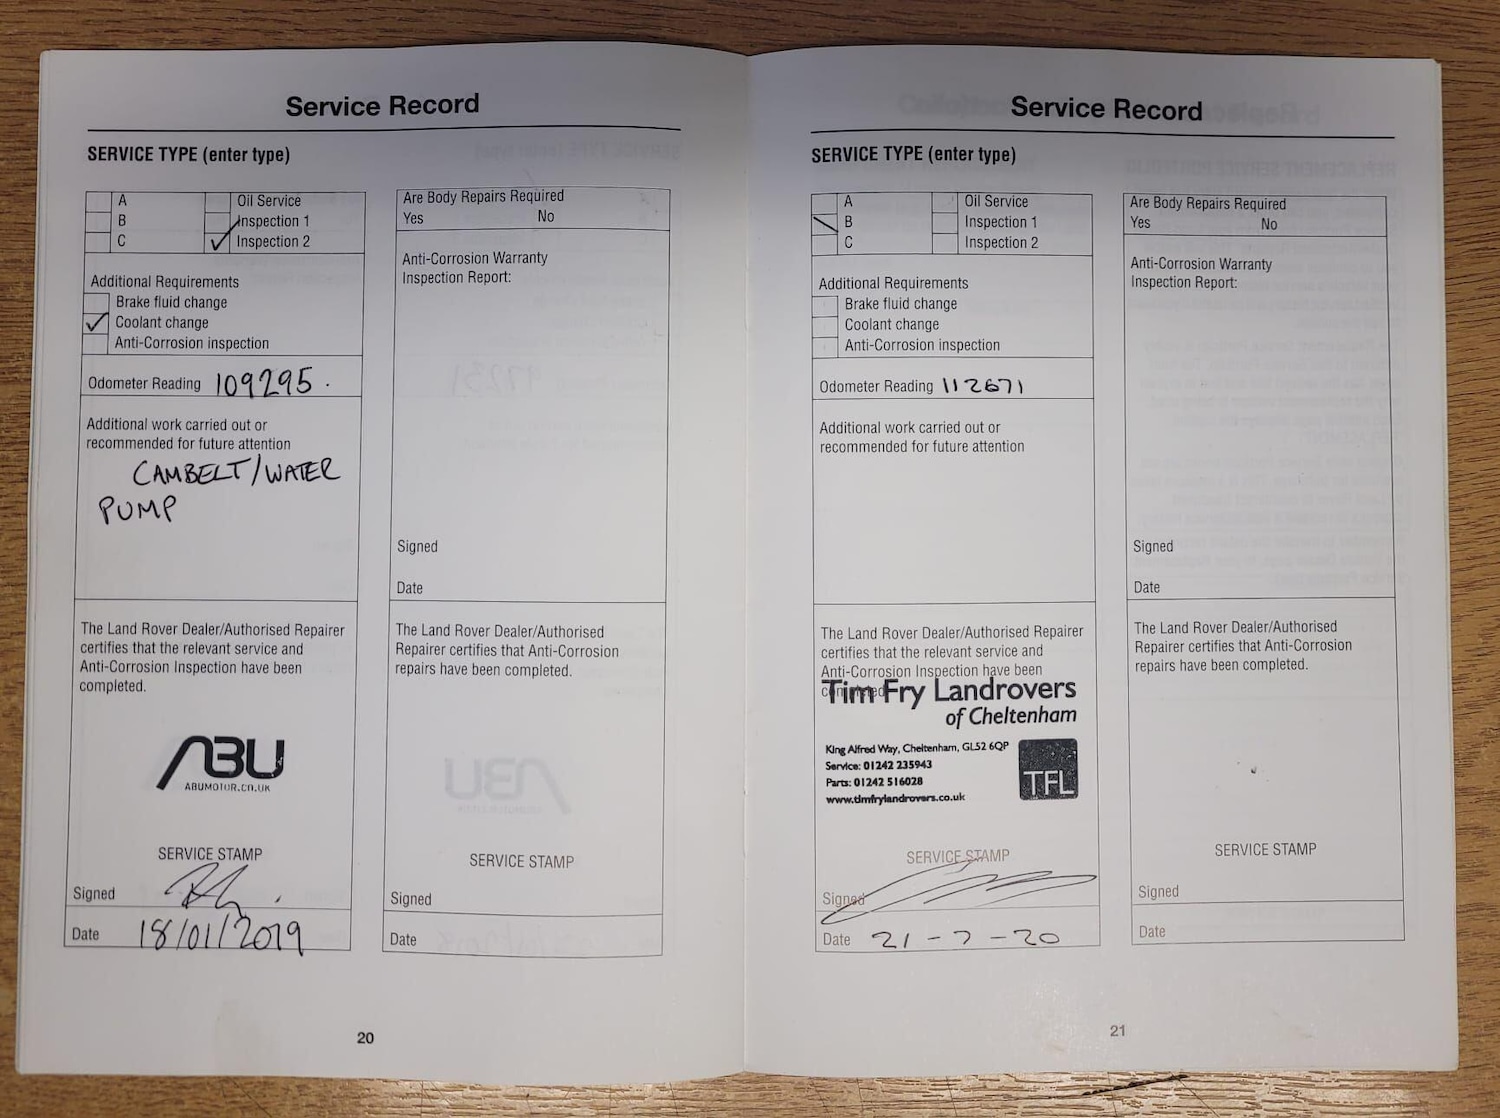 Service Record
SERVICE TYPE (enter type)
A
Oil Service
B
Inspection 1
C
Inspection 2
Additional Requirements
Brake fluid change
Coolant change
Anti-Corrosion inspection
Odometer Reading 109295.
Additional work carried out or
recommended for future attention
CAMBELT/WATER
PUMP
The Land Rover Dealer/Authorised Repairer
certifies that the relevant service and
Anti-Corrosion Inspection have been
completed.
ABU
ABUMOTOR.CO.UK
SERVICE STAMP
Signed
Date 18/01/2019
Are Body Repairs Required
Yes No
Anti-Corrosion Warranty
Inspection Report:
Signed
Date
The Land Rover Dealer/Authorised
Repairer certifies that Anti-Corrosion
repairs have been completed.
SERVICE STAMP
Signed
Date
20
Service Record
SERVICE TYPE (enter type)
A
Oil Service
B
Inspection 1
C
Inspection 2
Additional Requirements
Brake fluid change
Coolant change
Anti-Corrosion inspection
Odometer Reading 112671
Additional work carried out or
recommended for future attention
The Land Rover Dealer/Authorised Repairer
certifies that the relevant service and
Anti-Corrosion Inspection have been
completed
Tim Fry Landrovers
of Cheltenham
King Alfred Way, Cheltenham, GL52 6QP
Service: 01242 235943
Parts: 01242 516028
www.timfrylandrovers.co.uk
TFL
SERVICE STAMP
Signed
Date 21-7-20
Are Body Repairs Required
Yes No
Anti-Corrosion Warranty
Inspection Report:
Signed
Date
The Land Rover Dealer/Authorised
Repairer certifies that Anti-Corrosion
repairs have been completed.
SERVICE STAMP
Signed
Date
21